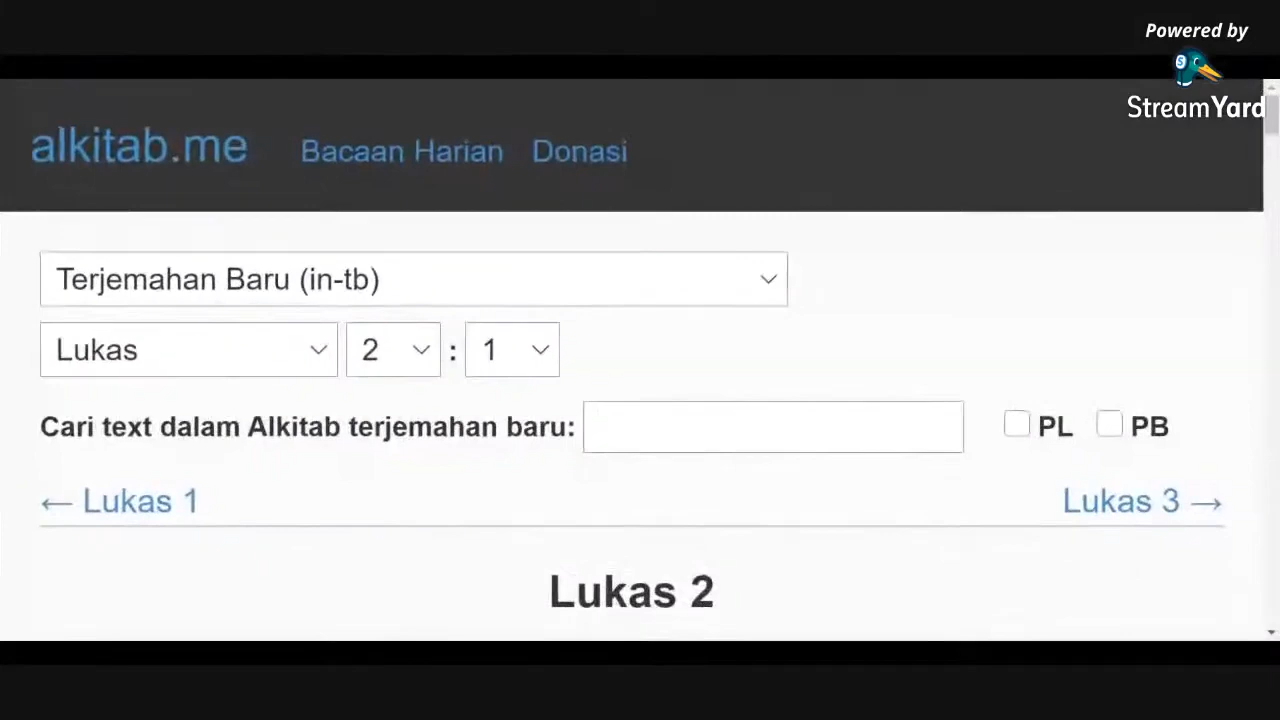 Powered by
StreamYard
alkitab.me Bacaan Harian Donasi
Terjemahan Baru (in-tb)
Lukas 2 : 1
Cari text dalam Alkitab terjemahan baru: PL PB
← Lukas 1 Lukas 3 →
Lukas 2